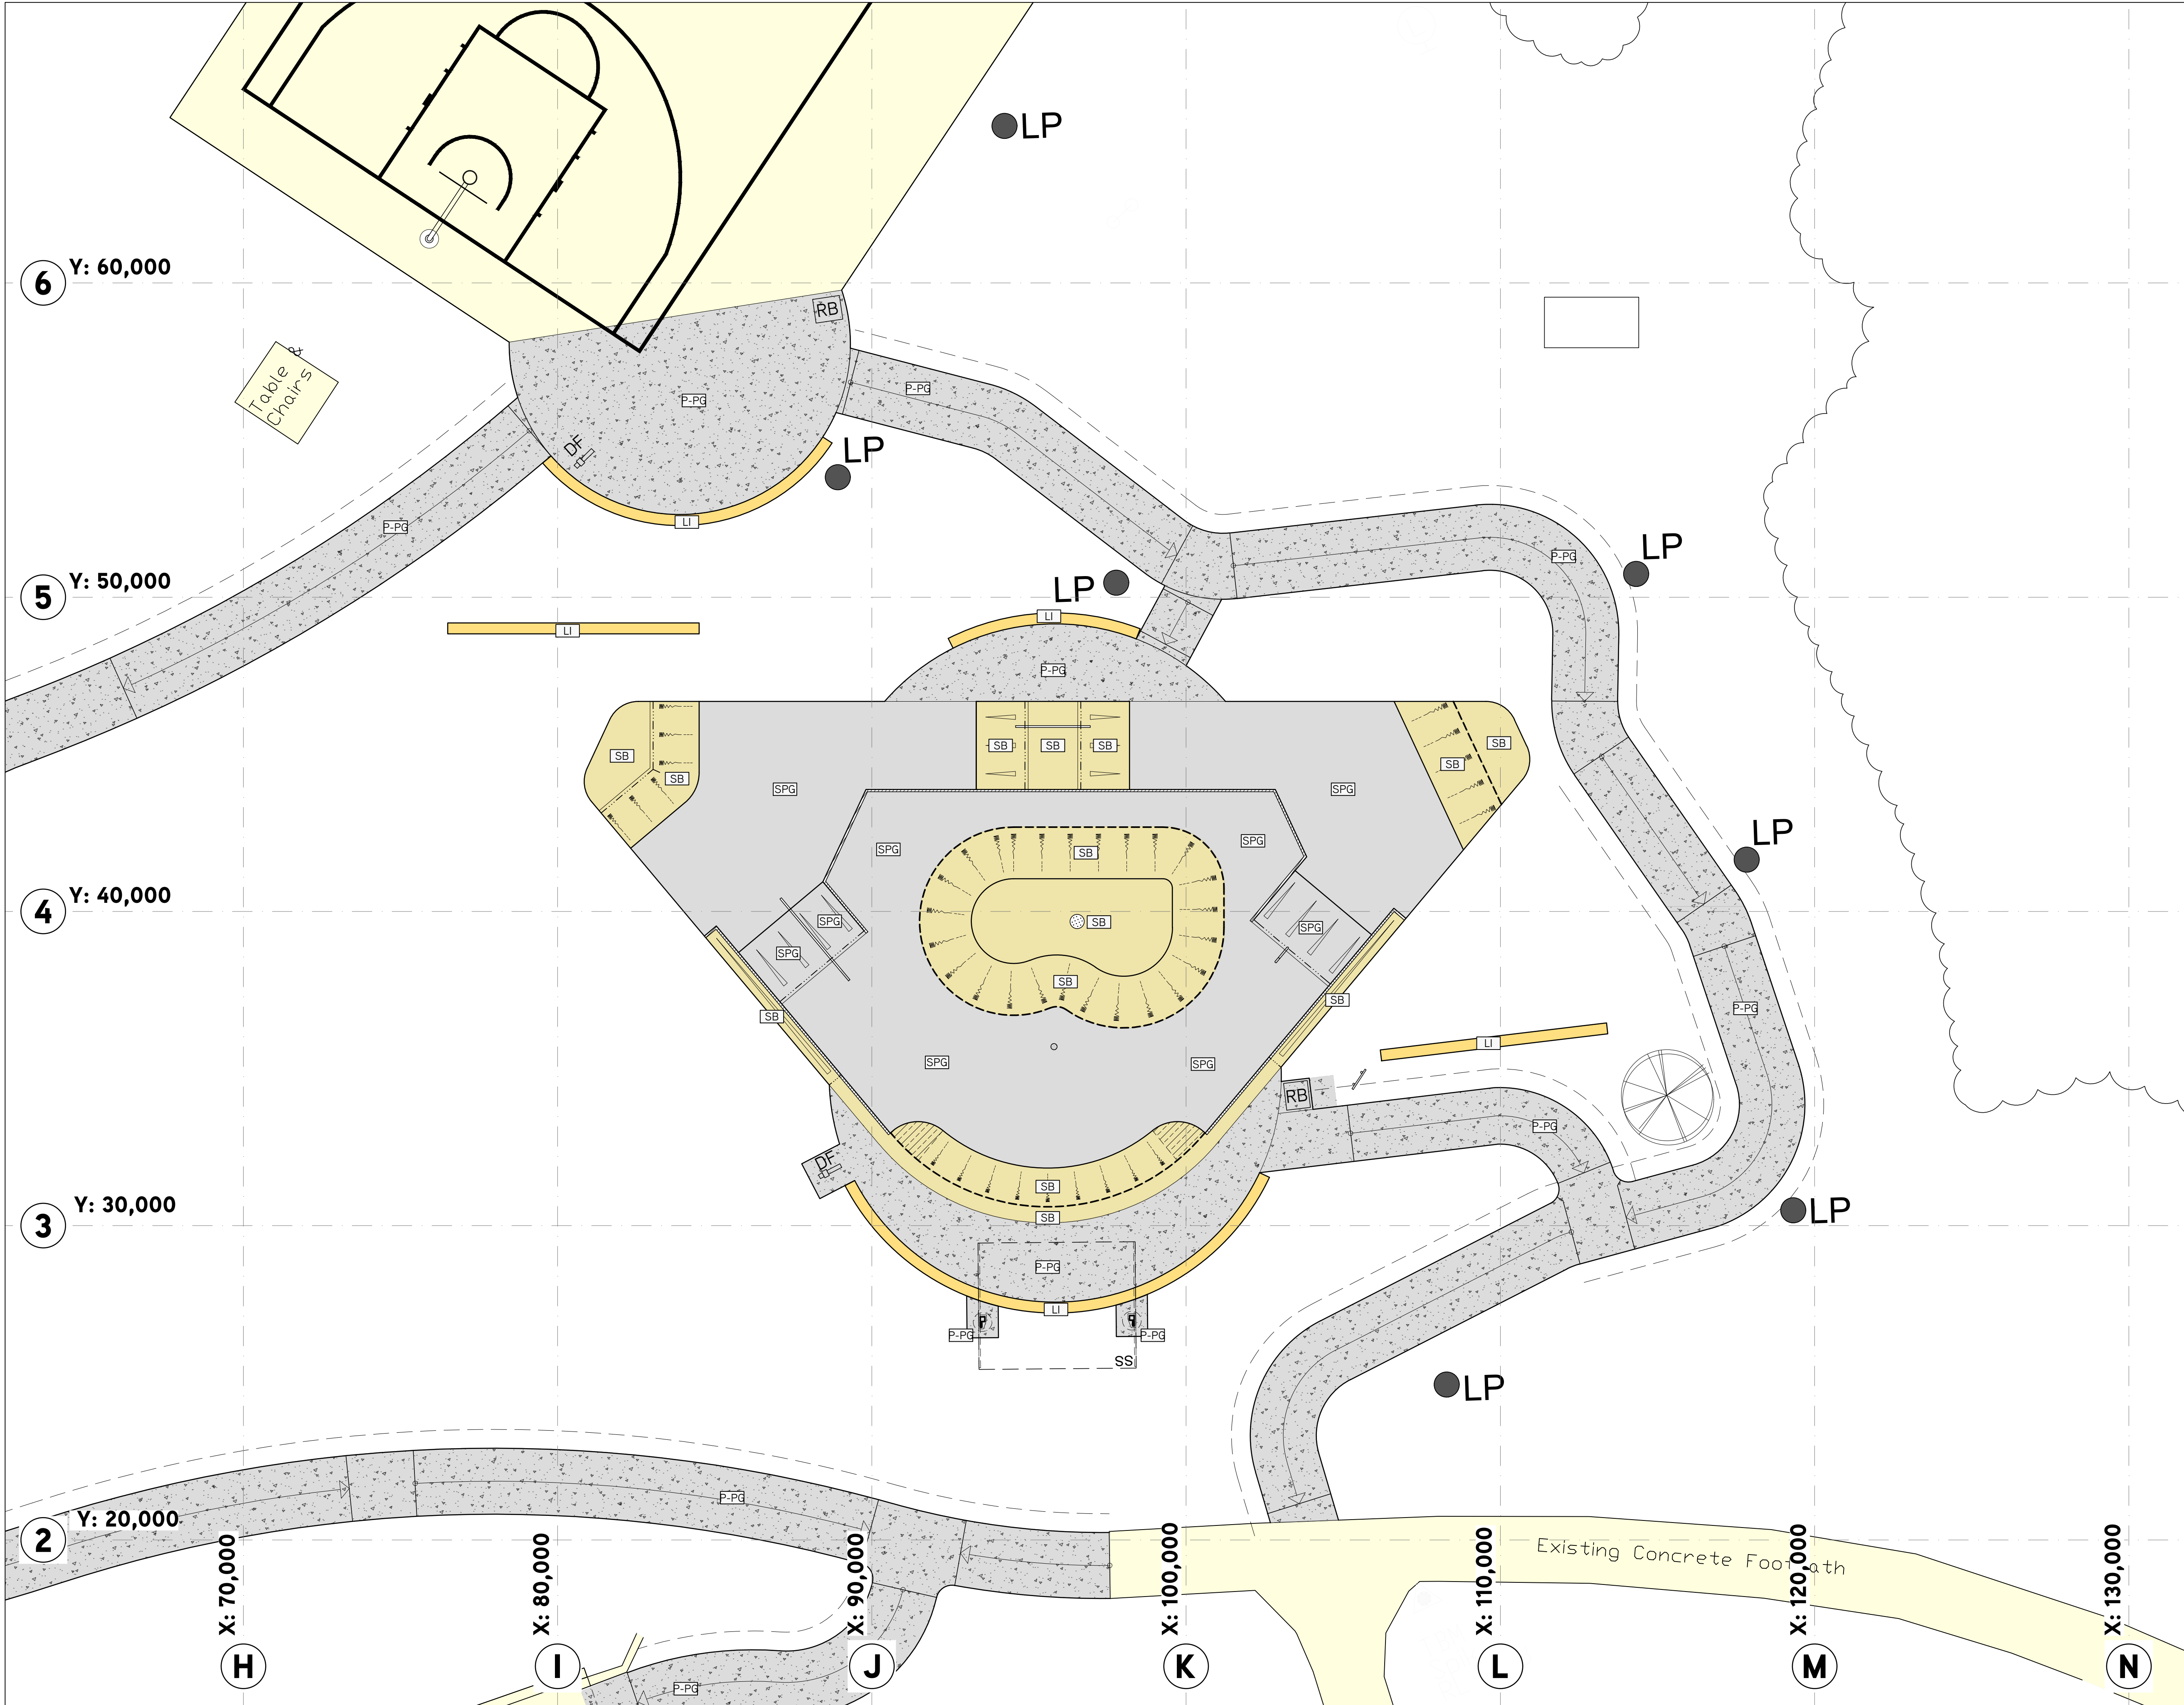 LP
6 Y: 60,000
RB
Table &
Chairs
P-PG
P-PG
DF
LP
P-PG
LI
LP
P-PG
5 Y: 50,000
LP
LI
LI
P-PG
SB
SB
SB
SB
SB
SB
SB
SPG
SPG
LP
SPG
SPG
SB
4 Y: 40,000
SPG
SB
SPG
SPG
SB
SB
SB
P-PG
LI
SPG
SPG
RB
P-PG
DF
SB
3 Y: 30,000
SB
LP
P-PG
LI
P-PG
P-PG
SS
LP
P-PG
2 Y: 20,000
Existing Concrete Footpath
X: 70,000
X: 80,000
X: 90,000
X: 100,000
X: 110,000
X: 120,000
X: 130,000
H
I
J
K
L
M
N
P-PG